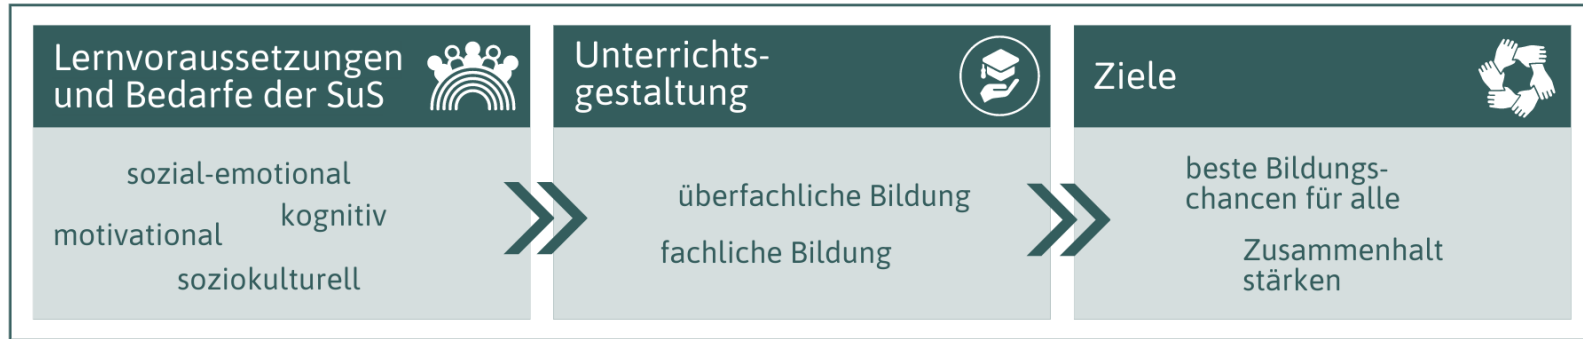 Lernvoraussetzungen
und Bedarfe der SuS
sozial-emotional
kognitiv
motivational
soziokulturell
Unterrichts-
gestaltung
überfachliche Bildung
fachliche Bildung
Ziele
beste Bildungs-
chancen für alle
Zusammenhalt
stärken